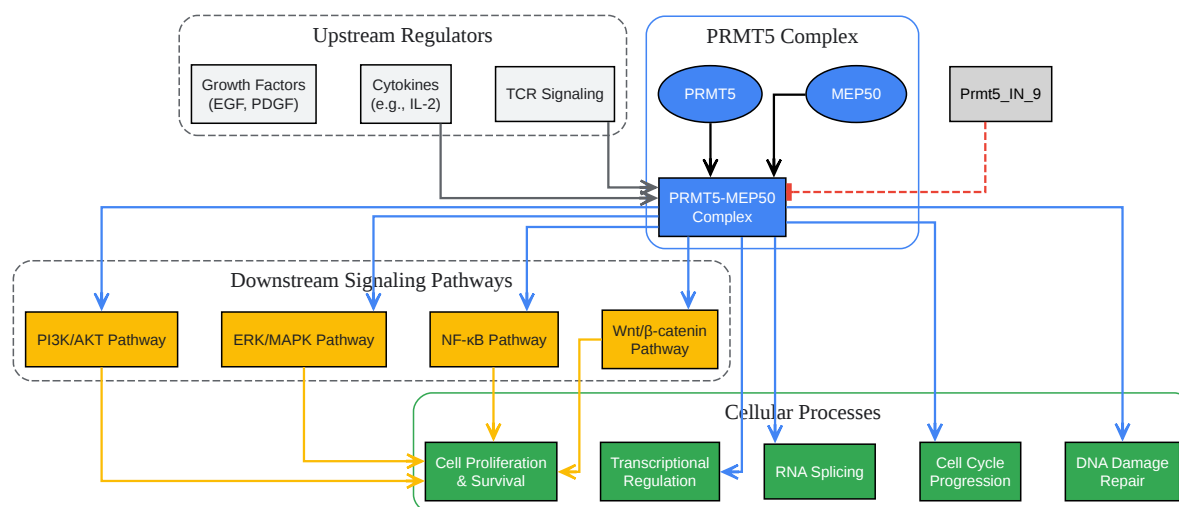 Upstream Regulators
PRMT5 Complex
Growth Factors
(EGF, PDGF)
Cytokines
(e.g., IL-2)
TCR Signaling
PRMT5
MEP50
Prmt5_IN_9
PRMT5-MEP50
Complex
Downstream Signaling Pathways
PI3K/AKT Pathway
ERK/MAPK Pathway
NF-κB Pathway
Wnt/β-catenin
Pathway
Cellular Processes
Cell Proliferation
& Survival
Transcriptional
Regulation
RNA Splicing
Cell Cycle
Progression
DNA Damage
Repair